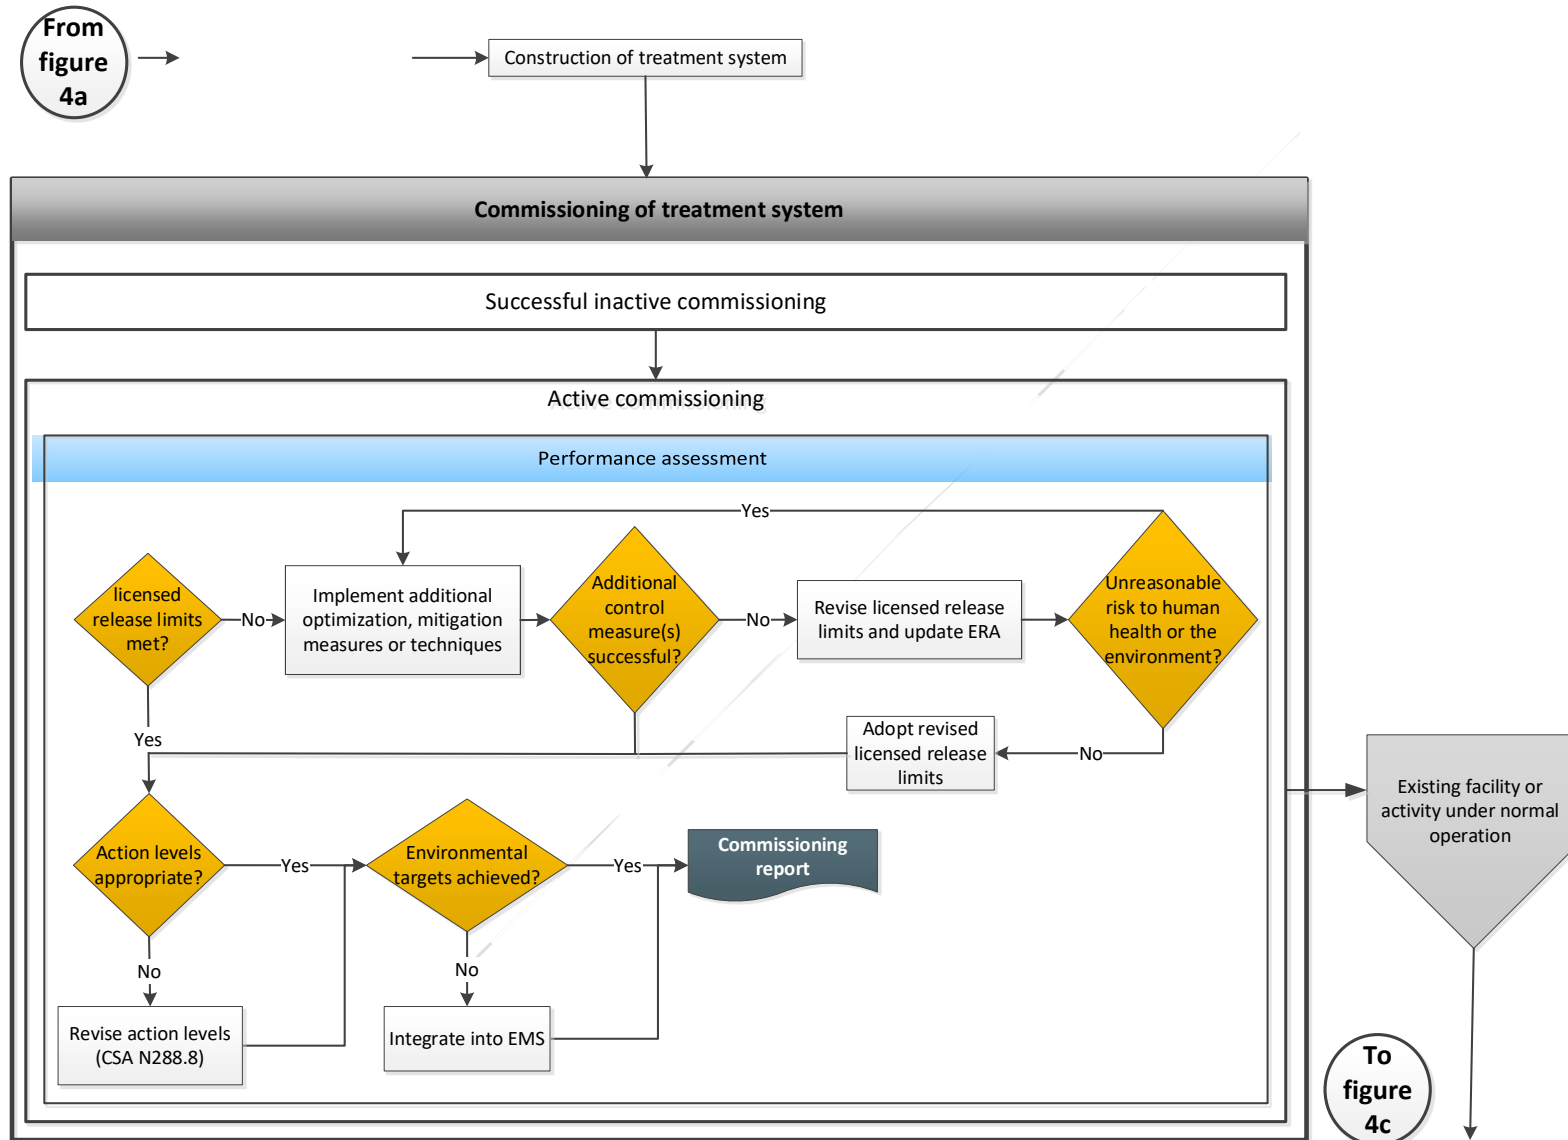 From
figure
4a
Construction of treatment system
Commissioning of treatment system
Successful inactive commissioning
Active commissioning
Performance assessment
Yes
licensed
release limits
met?
No
Implement additional
optimization, mitigation
measures or techniques
Additional
control
measure(s)
successful?
No
Revise licensed release
limits and update ERA
Unreasonable
risk to human
health or the
environment?
Yes
Adopt revised
licensed release
limits
No
Existing facility or
activity under normal
operation
Action levels
appropriate?
Yes
Environmental
targets achieved?
Yes
Commissioning
report
No
No
Revise action levels
(CSA N288.8)
Integrate into EMS
To
figure
4c